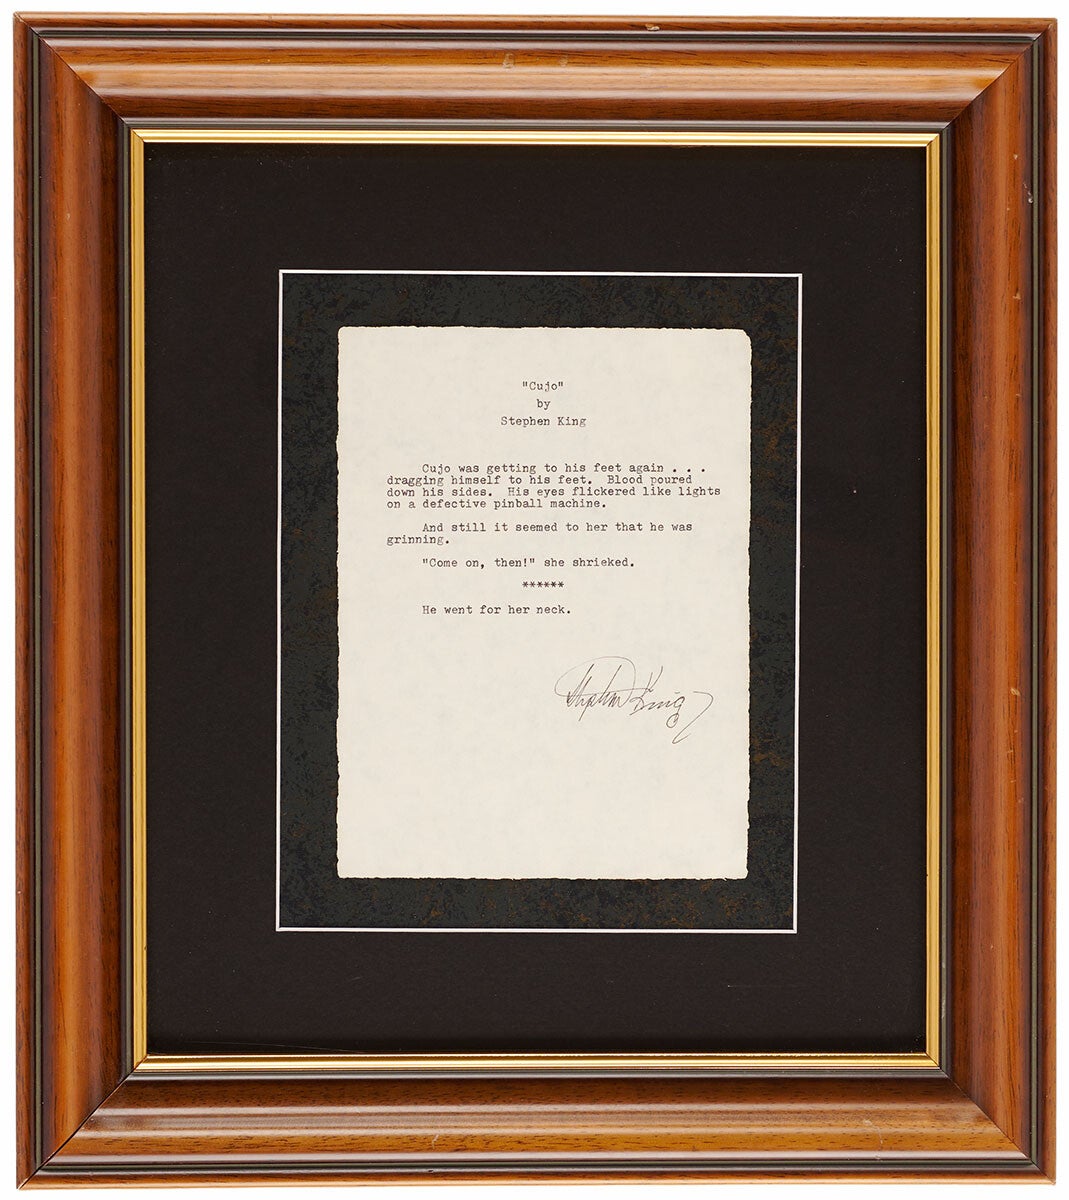 "Cujo"
by
Stephen King
Cujo was getting to his feet again . . .
dragging himself to his feet.  Blood poured
down his sides.  His eyes flickered like lights
on a defective pinball machine.
And still it seemed to her that he was
grinning.
"Come on, then!" she shrieked.
******
He went for her neck.
Stephen King